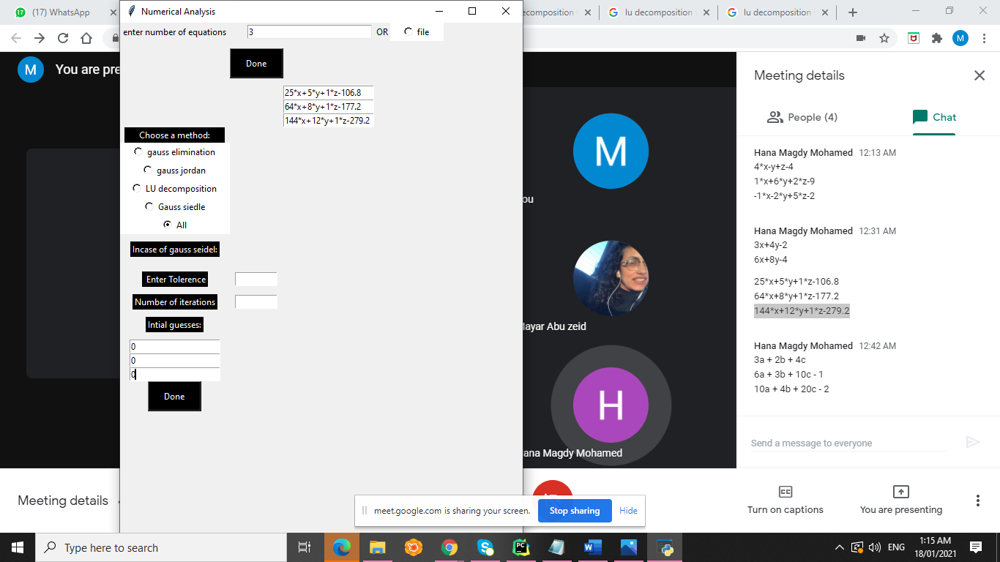 (17) WhatsApp
Numerical Analysis
ecomposition
lu decomposition
lu decomposition
enter number of equations 3 OR file
Done
25*x+5*y+1*z-106.8
64*x+8*y+1*z-177.2
144*x+12*y+1*z-279.2
Choose a method:
gauss elimination
gauss jordan
LU decomposition
Gauss siedle
All
Incase of gauss seidel:
Enter Tolerence
Number of iterations
Intial guesses:
0
0
0
Done
M You are pre
M
M
ou
layar Abu zeid
H
ana Magdy Mohamed
Meeting details
People (4) Chat
Hana Magdy Mohamed 12:13 AM
4*x-y+z-4
1*x+6*y+2*z-9
-1*x-2*y+5*z-2
Hana Magdy Mohamed 12:31 AM
3x+4y-2
6x+8y-4
25*x+5*y+1*z-106.8
64*x+8*y+1*z-177.2
144*x+12*y+1*z-279.2
Hana Magdy Mohamed 12:42 AM
3a + 2b + 4c
6a + 3b + 10c - 1
10a + 4b + 20c - 2
Send a message to everyone
Meeting details
Turn on captions
You are presenting
meet.google.com is sharing your screen. Stop sharing Hide
Type here to search
ENG
1:15 AM
18/01/2021